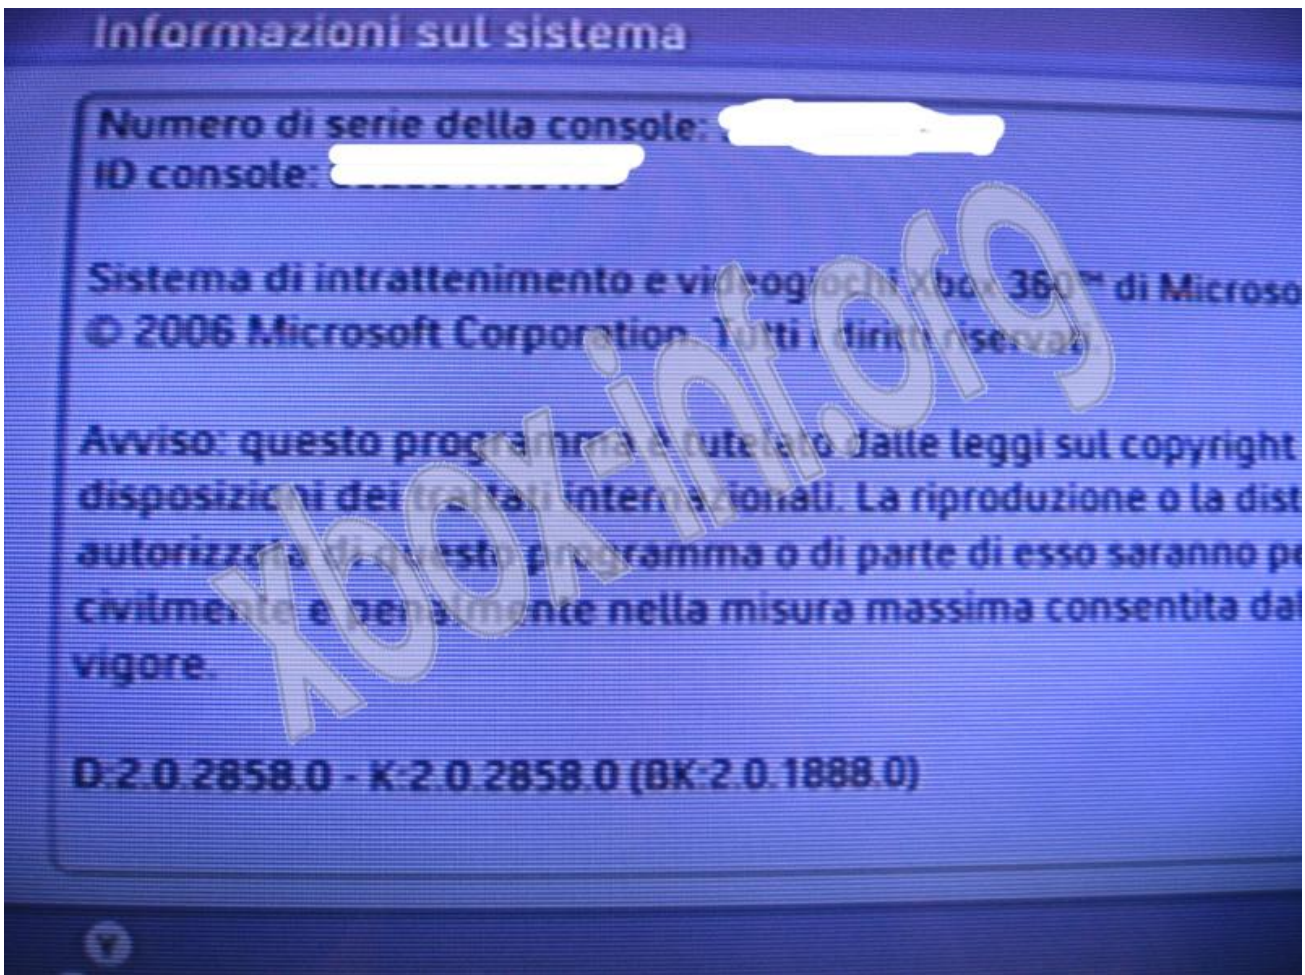 Informazioni sul sistema
Numero di serie della console:
ID console:
Sistema di intrattenimento e videogiochi Xbox 360™ di Microso
© 2006 Microsoft Corporation. Tutti i diritti riservati.
Avviso: questo programma è tutelato dalle leggi sul copyright
disposizioni dei trattati internazionali. La riproduzione o la dist
autorizzata di questo programma o di parte di esso saranno pe
civilmente e penalmente nella misura massima consentita dal
vigore.
D:2.0.2858.0 - K:2.0.2858.0 (BK:2.0.1888.0)
Y
xbox-inf.org